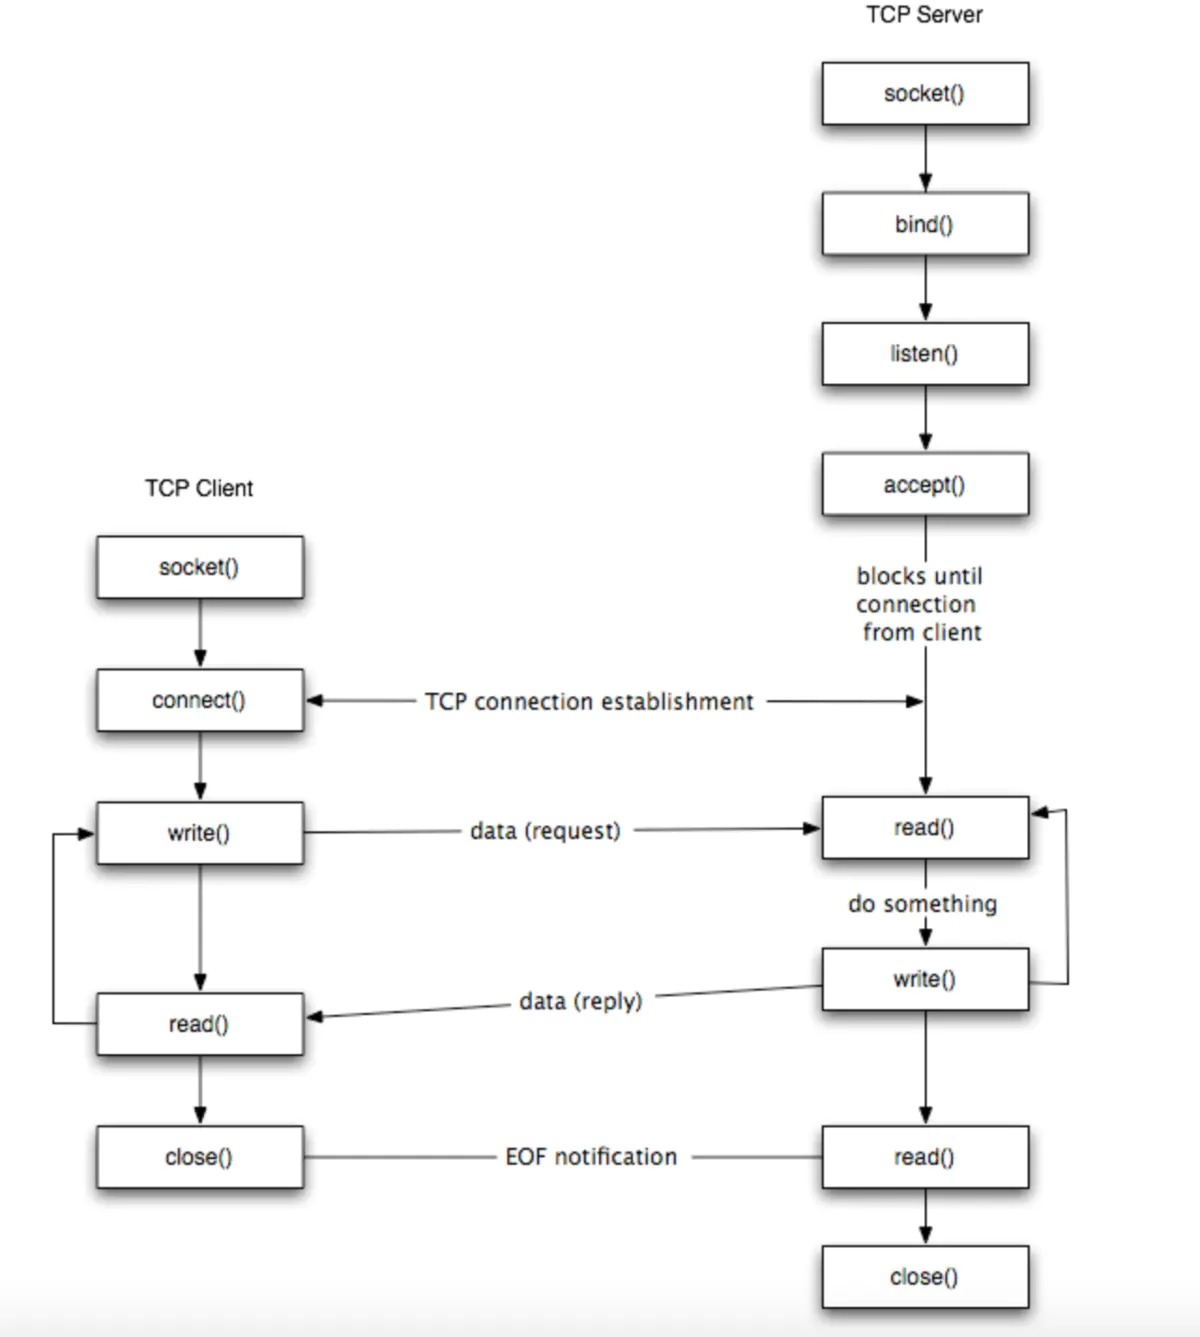 TCP Server
socket()
bind()
listen()
accept()
blocks until
connection
from client
TCP Client
socket()
connect()
TCP connection establishment
write()
data (request)
read()
do something
write()
data (reply)
read()
close()
EOF notification
read()
close()